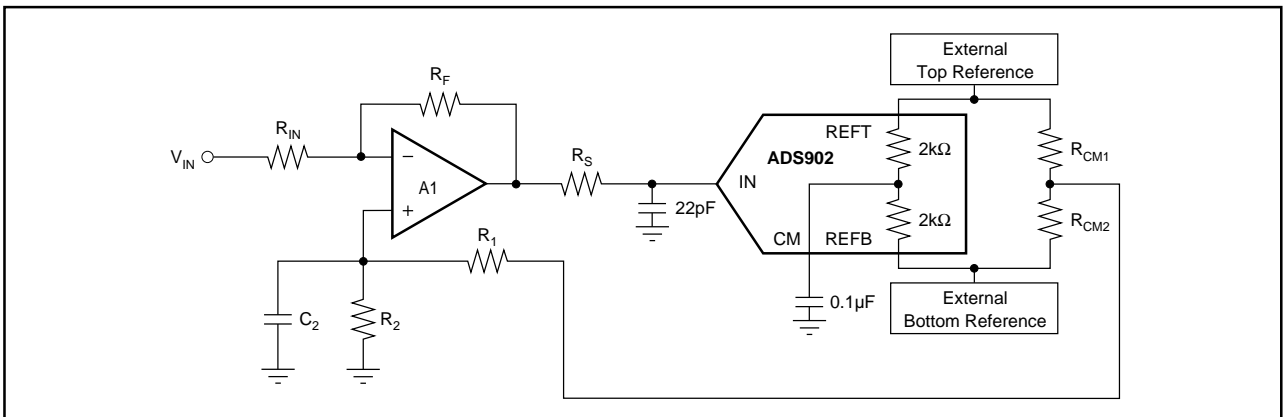 External
Top Reference
R_F
R_IN
V_IN
−
A1
+
R_S
REFT
ADS902
2kΩ
R_CM1
IN
22pF
2kΩ
R_CM2
CM
REFB
R_1
0.1µF
External
Bottom Reference
C_2
R_2